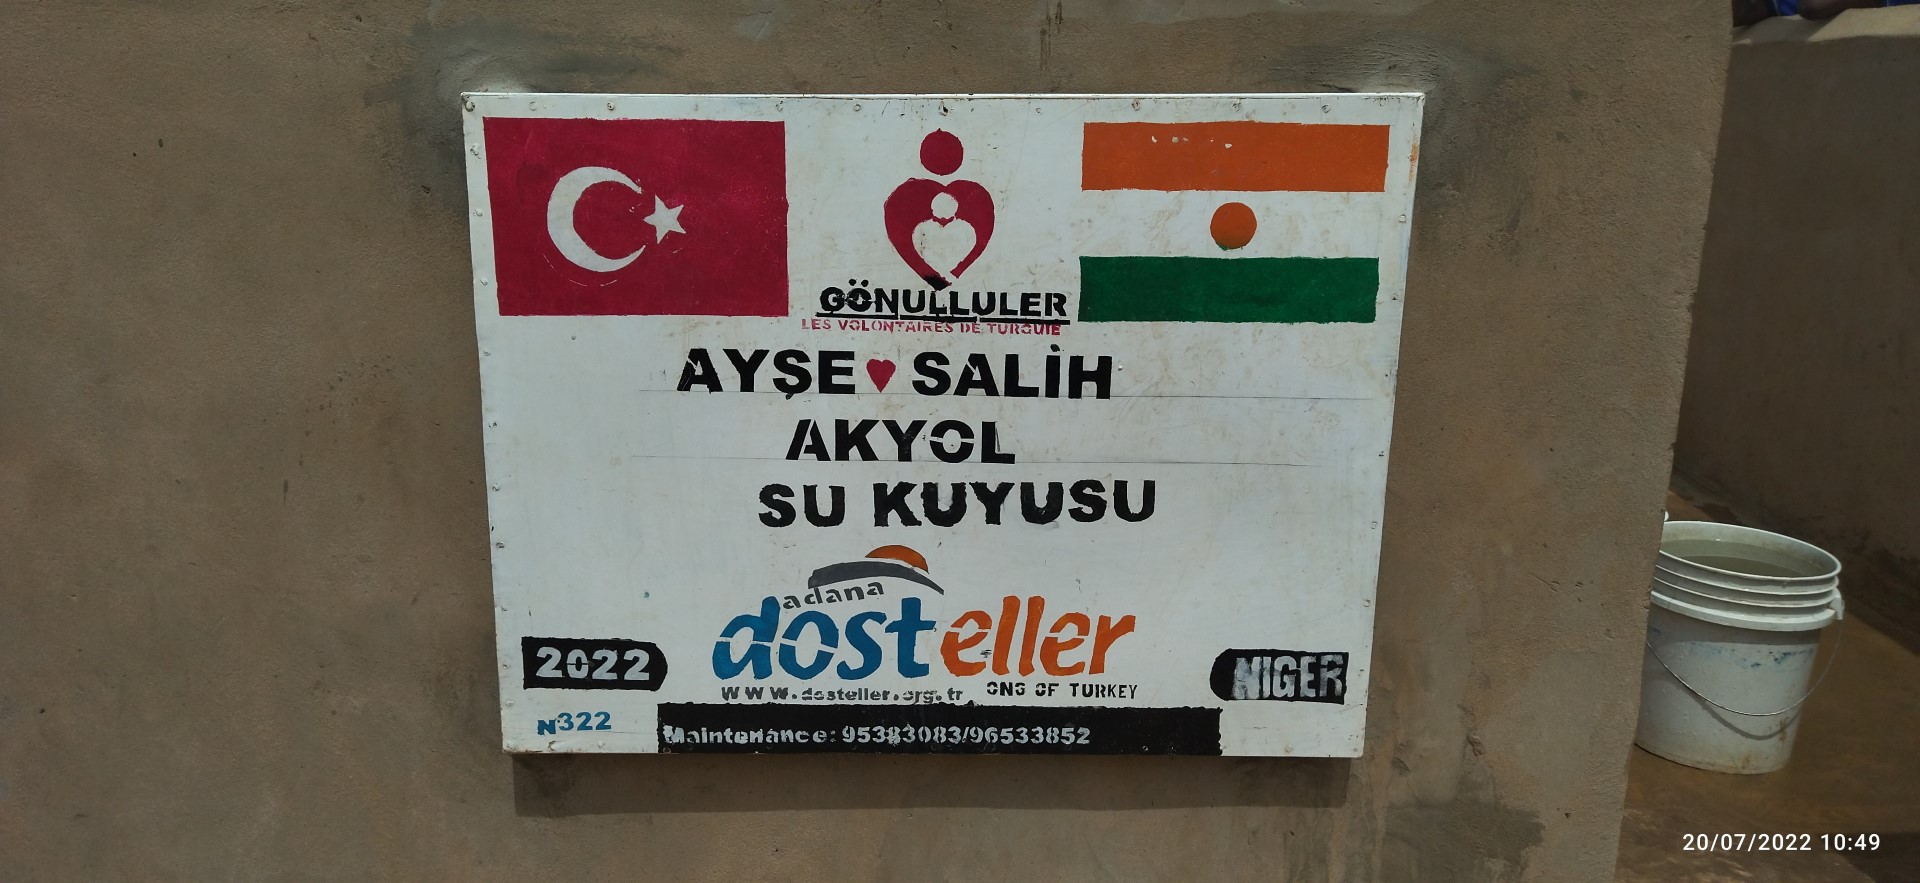 GÖNULLULER
LES VOLONTAIRES DE TURQUIE
AYŞE ♥ SALİH
AKYOL
SU KUYUSU
adana
dosteller
www.dosteller.org.tr ONG OF TURKEY
2022
NIGER
N322
Maintenance: 95383083/96533852
20/07/2022 10:49